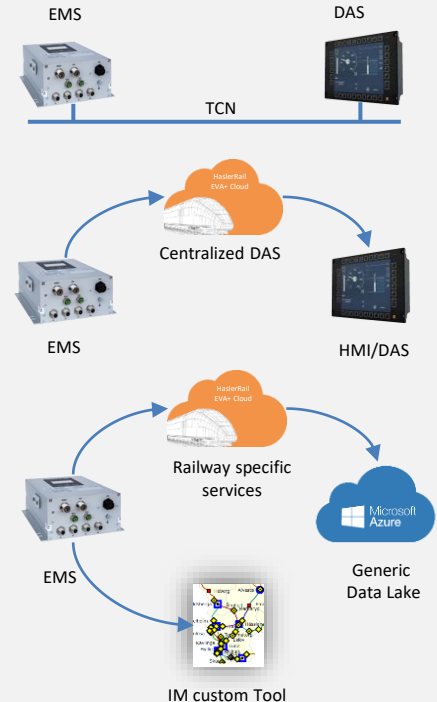 EMS
DAS
TCN
HaslerRail
EVA+ Cloud
Centralized DAS
EMS
HMI/DAS
HaslerRail
EVA+ Cloud
Railway specific
services
Microsoft
Azure
EMS
Generic
Data Lake
IM custom Tool